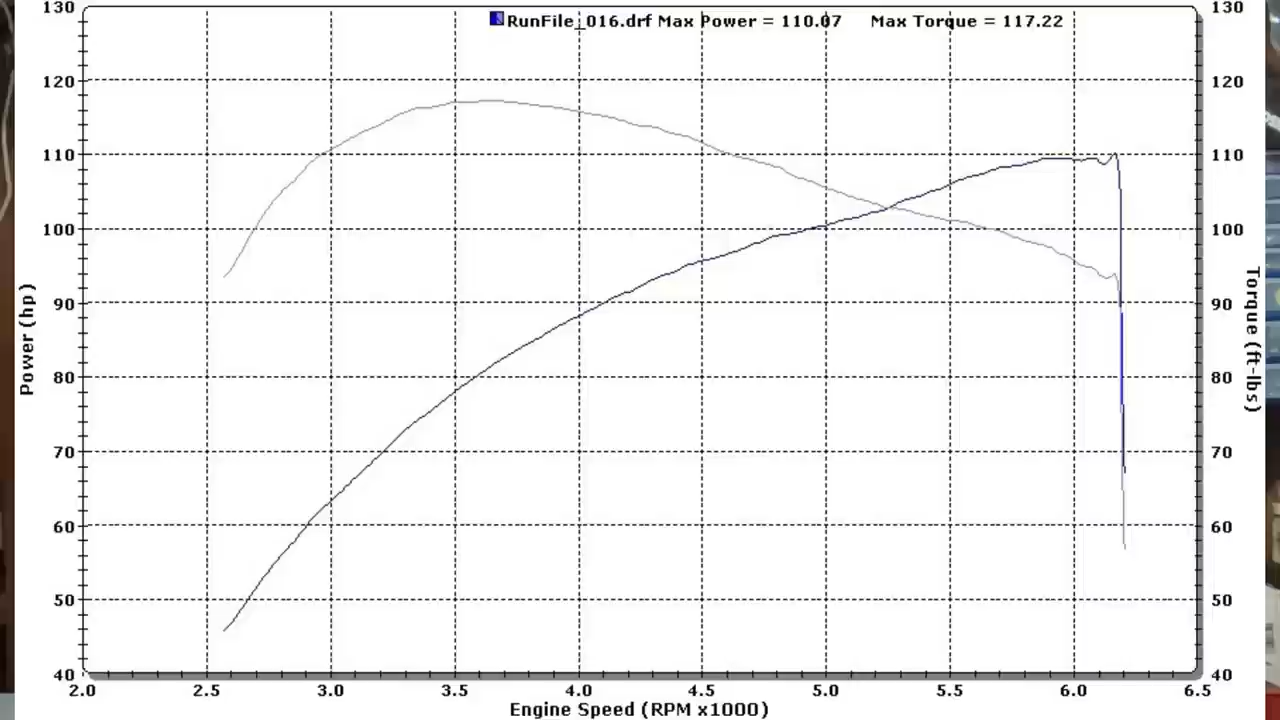 RunFile_016.drf Max Power = 110.07 Max Torque = 117.22
130 130
120 120
110 110
100 100
90 90
80 80
70 70
60 60
50 50
40 40
Power (hp)
Torque (ft-lbs)
2.0 2.5 3.0 3.5 4.0 4.5 5.0 5.5 6.0 6.5
Engine Speed (RPM x1000)